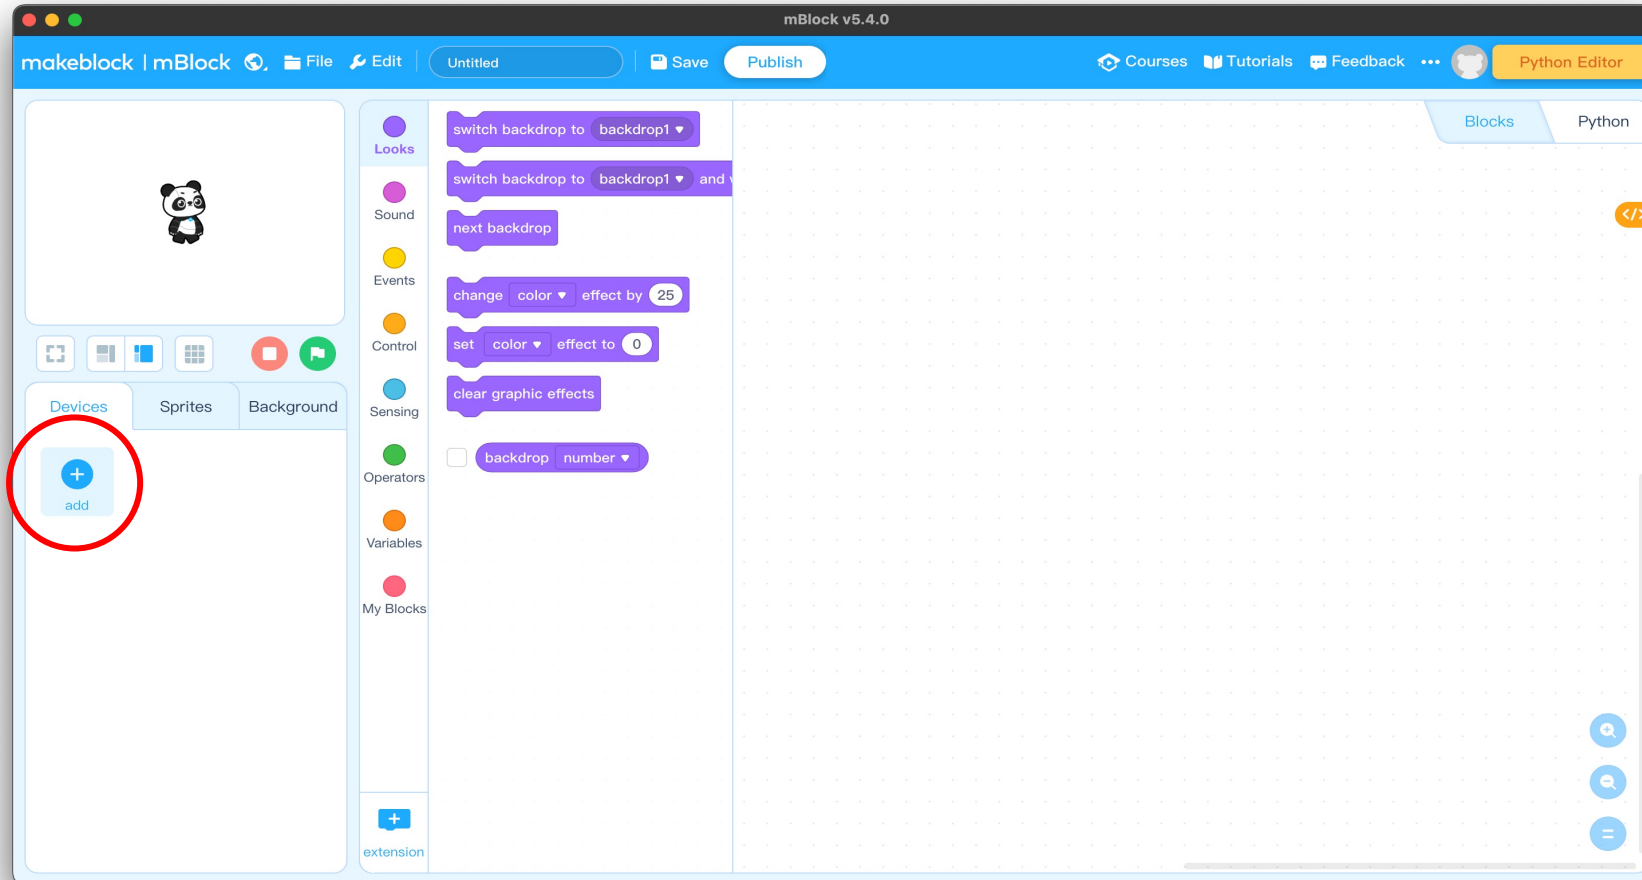 mBlock v5.4.0
makeblock | mBlock File Edit Untitled Save Publish Courses Tutorials Feedback ••• Python Editor
Blocks Python
Looks
Sound
Events
Control
Sensing
Operators
Variables
My Blocks
extension
switch backdrop to backdrop1
switch backdrop to backdrop1 and
next backdrop
change color effect by 25
set color effect to 0
clear graphic effects
backdrop number
Devices Sprites Background
add